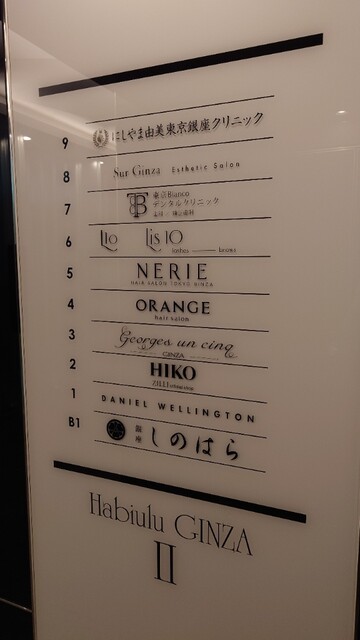 9 にしやま由美東京銀座クリニック
8 Sur Ginza Esthetic Salon
7 TB 東京Bianco
デンタルクリニック
6 Lis10
lashes
5 NERIE
HAIR SALON TOKYO GINZA
4 ORANGE
hair salon
3 Georges un cinq
GINZA
2 HIKO
1 DANIEL WELLINGTON
B1 銀座 しのはら
Habiulu GINZA
II